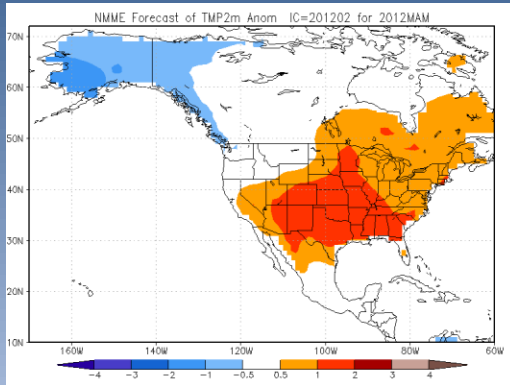 NMME Forecast of TMP2m Anom IC=201202 for 2012MAM
70N
60N
50N
40N
30N
20N
10N
160W 140W 120W 100W 80W 60W
-4 -3 -2 -1 -0.5 0.5 1 2 3 4